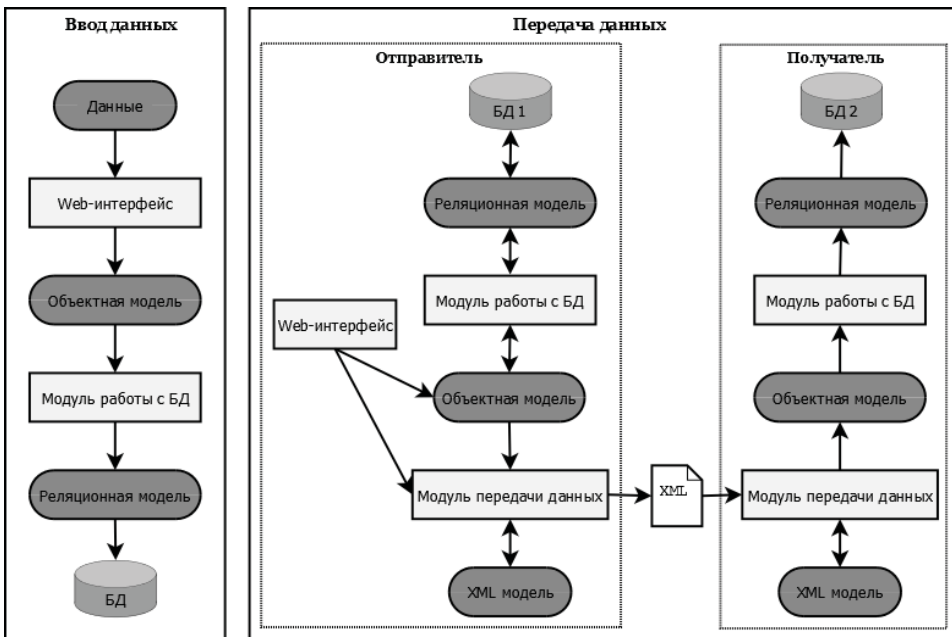 Ввод данных
Данные
Web-интерфейс
Объектная модель
Модуль работы с БД
Реляционная модель
БД
Передача данных
Отправитель
БД 1
Реляционная модель
Модуль работы с БД
Web-интерфейс
Объектная модель
Модуль передачи данных
XML модель
XML
Получатель
БД 2
Реляционная модель
Модуль работы с БД
Объектная модель
Модуль передачи данных
XML модель